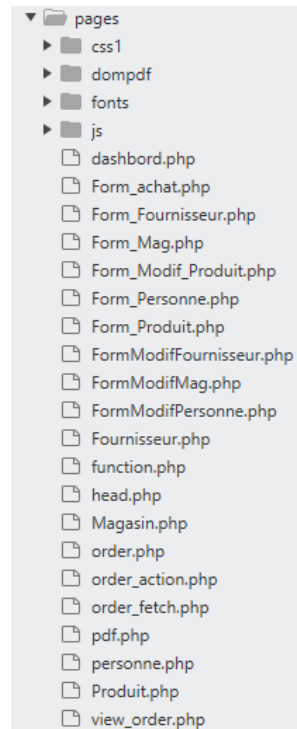 pages
css1
dompdf
fonts
js
dashbord.php
Form_achat.php
Form_Fournisseur.php
Form_Mag.php
Form_Modif_Produit.php
Form_Personne.php
Form_Produit.php
FormModifFournisseur.php
FormModifMag.php
FormModifPersonne.php
Fournisseur.php
function.php
head.php
Magasin.php
order.php
order_action.php
order_fetch.php
pdf.php
personne.php
Produit.php
view_order.php